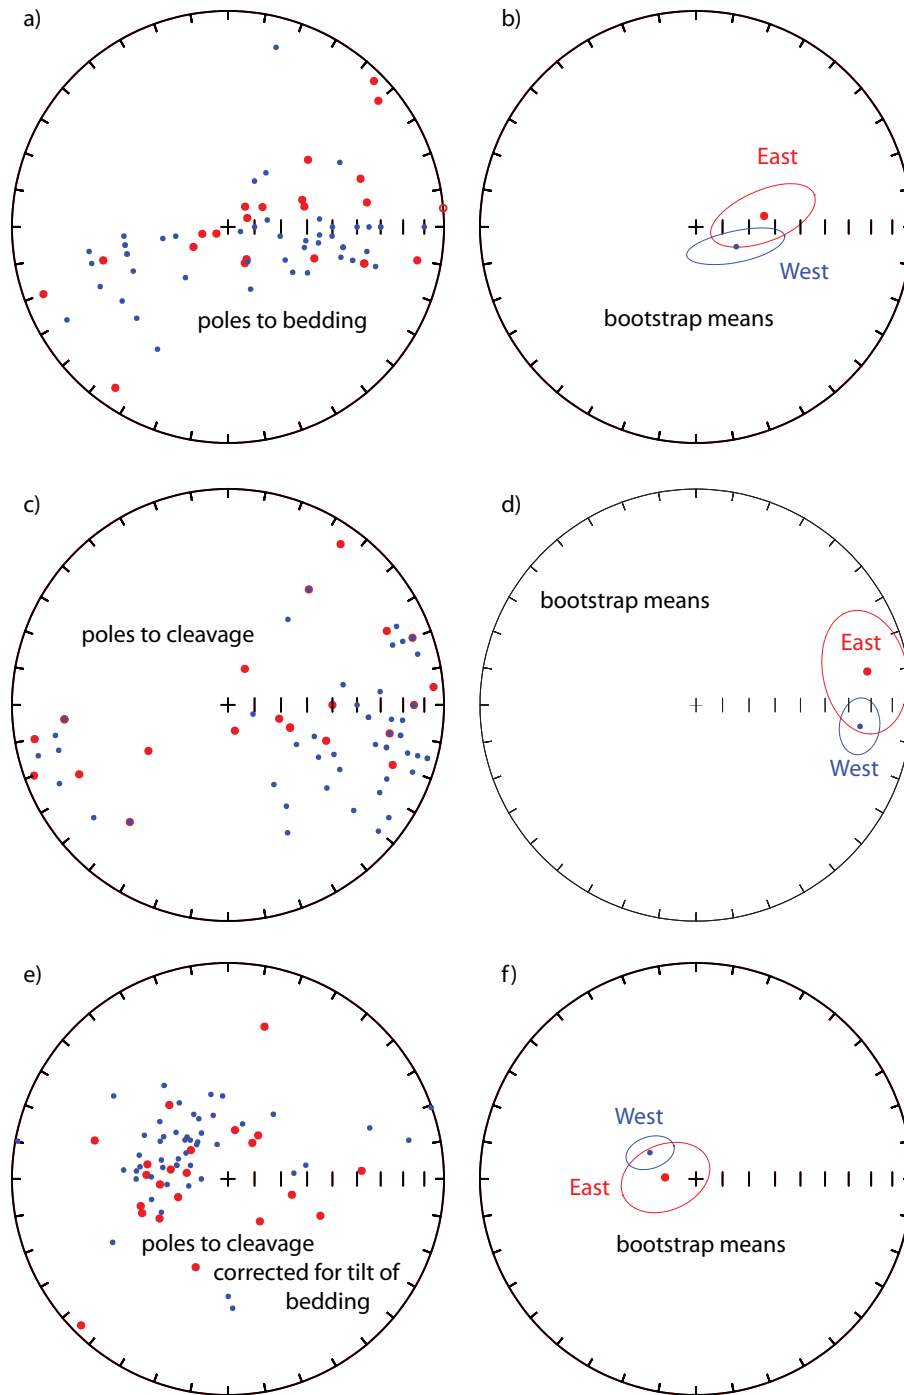 a)
b)
East
West
poles to bedding
bootstrap means
c)
d)
bootstrap means
poles to cleavage
East
West
e)
f)
West
East
poles to cleavage
corrected for tilt of
bedding
bootstrap means